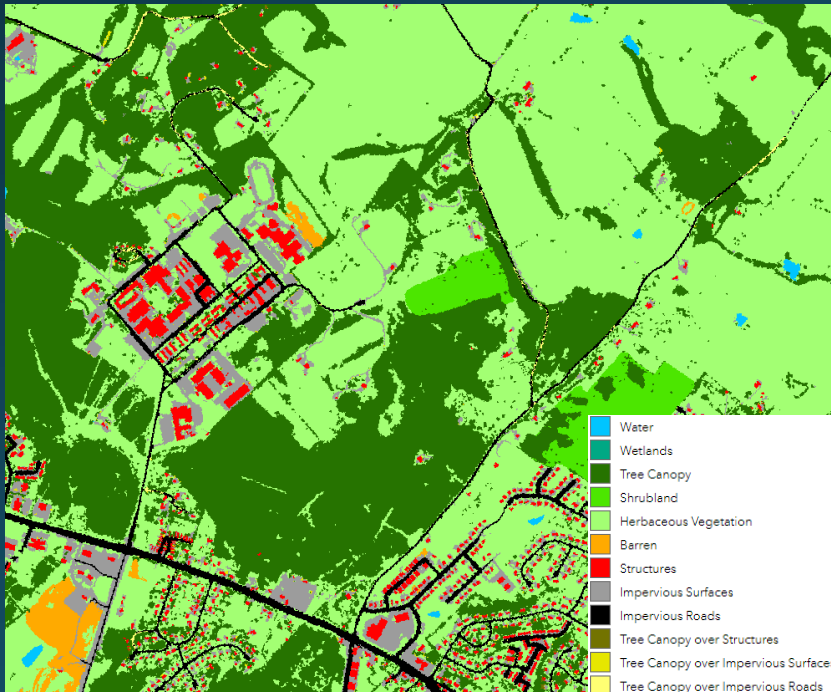 Water
Wetlands
Tree Canopy
Shrubland
Herbaceous Vegetation
Barren
Structures
Impervious Surfaces
Impervious Roads
Tree Canopy over Structures
Tree Canopy over Impervious Surfaces
Tree Canopy over Impervious Roads